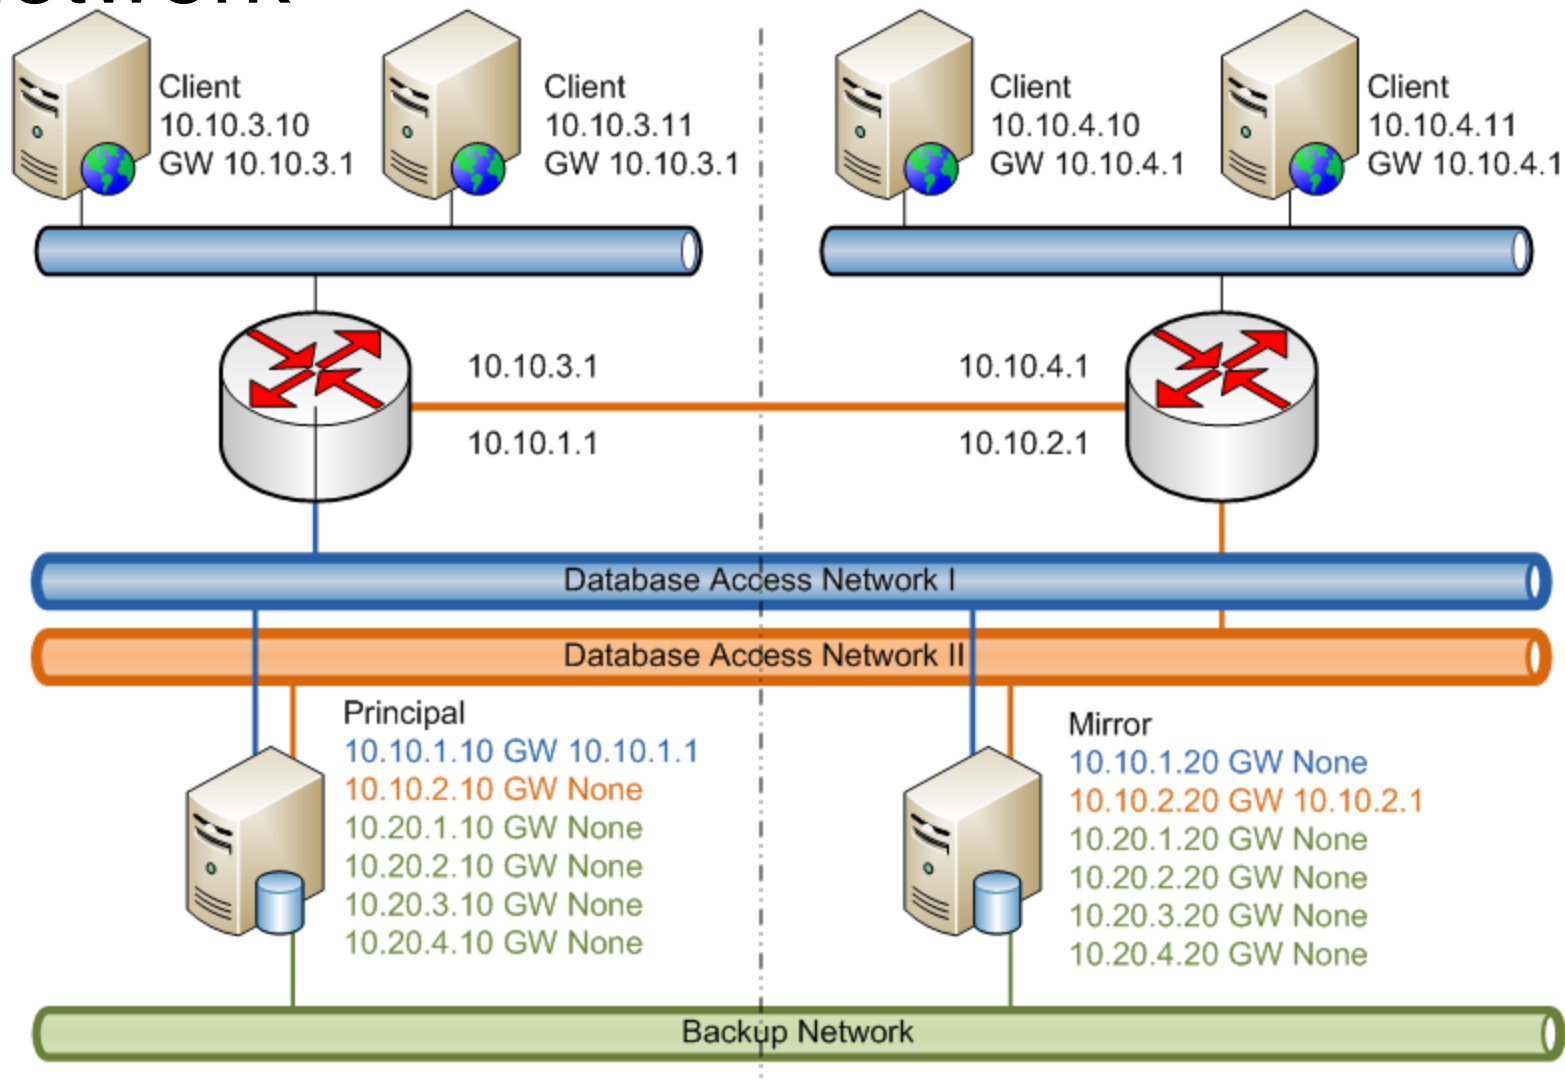 Client
10.10.3.10
GW 10.10.3.1
Client
10.10.3.11
GW 10.10.3.1
Client
10.10.4.10
GW 10.10.4.1
Client
10.10.4.11
GW 10.10.4.1
10.10.3.1
10.10.1.1
10.10.4.1
10.10.2.1
Database Access Network I
Database Access Network II
Principal
10.10.1.10 GW 10.10.1.1
10.10.2.10 GW None
10.20.1.10 GW None
10.20.2.10 GW None
10.20.3.10 GW None
10.20.4.10 GW None
Mirror
10.10.1.20 GW None
10.10.2.20 GW 10.10.2.1
10.20.1.20 GW None
10.20.2.20 GW None
10.20.3.20 GW None
10.20.4.20 GW None
Backup Network